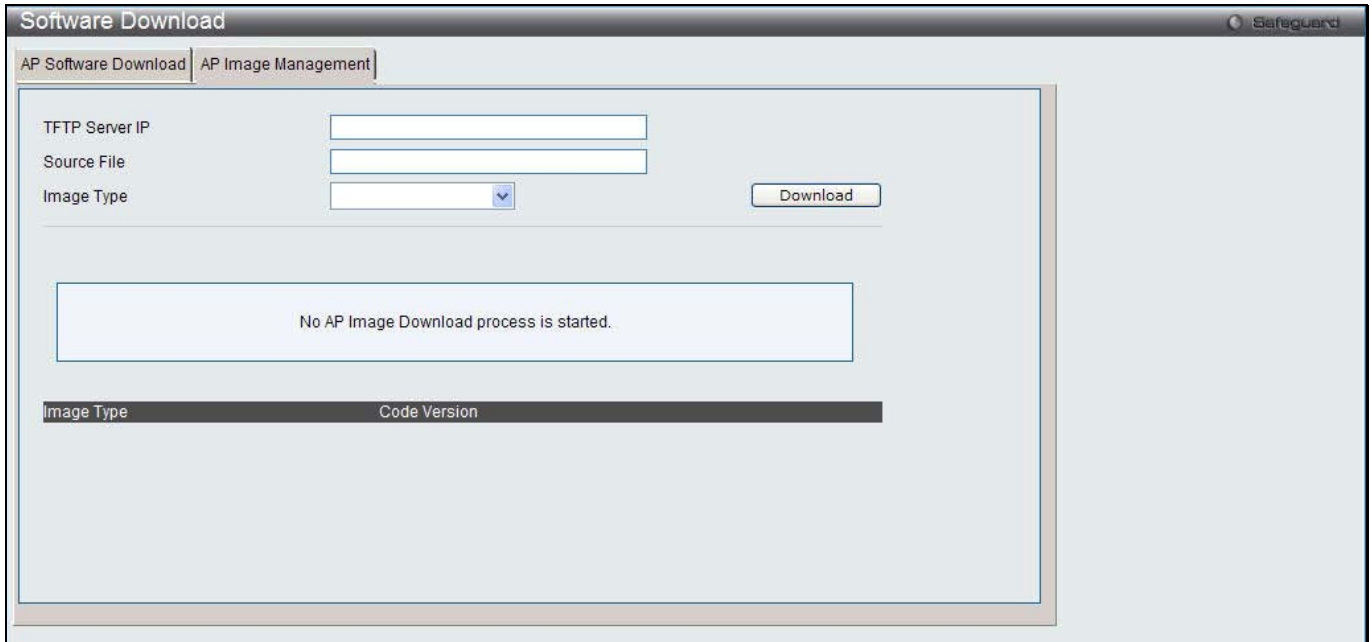 Software Download
Safeguard
AP Software Download AP Image Management
TFTP Server IP
Source File
Image Type
Download
No AP Image Download process is started.
Image Type Code Version